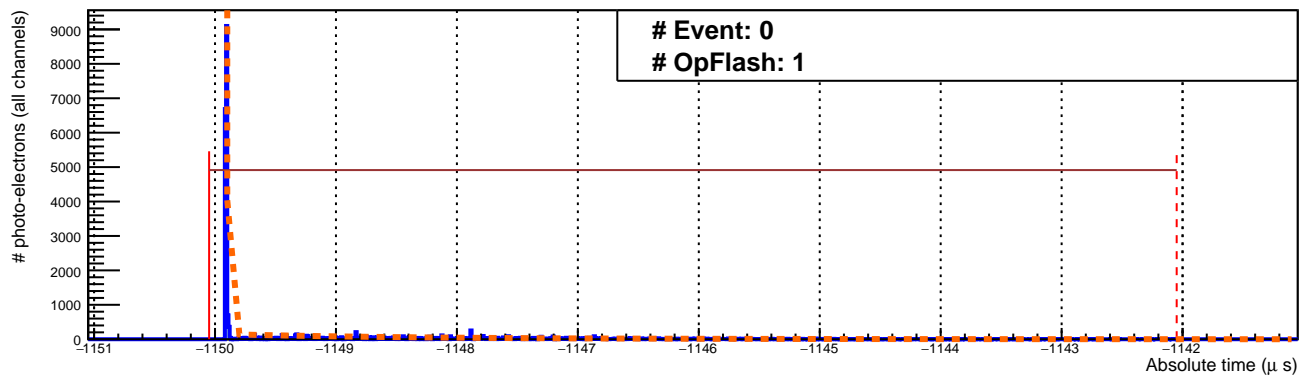 # Event: 0
# OpFlash: 1
# photo-electrons (all channels)
9000
8000
7000
6000
5000
4000
3000
2000
1000
0
−1151 −1150 −1149 −1148 −1147 −1146 −1145 −1144 −1143 −1142
Absolute time (μ s)